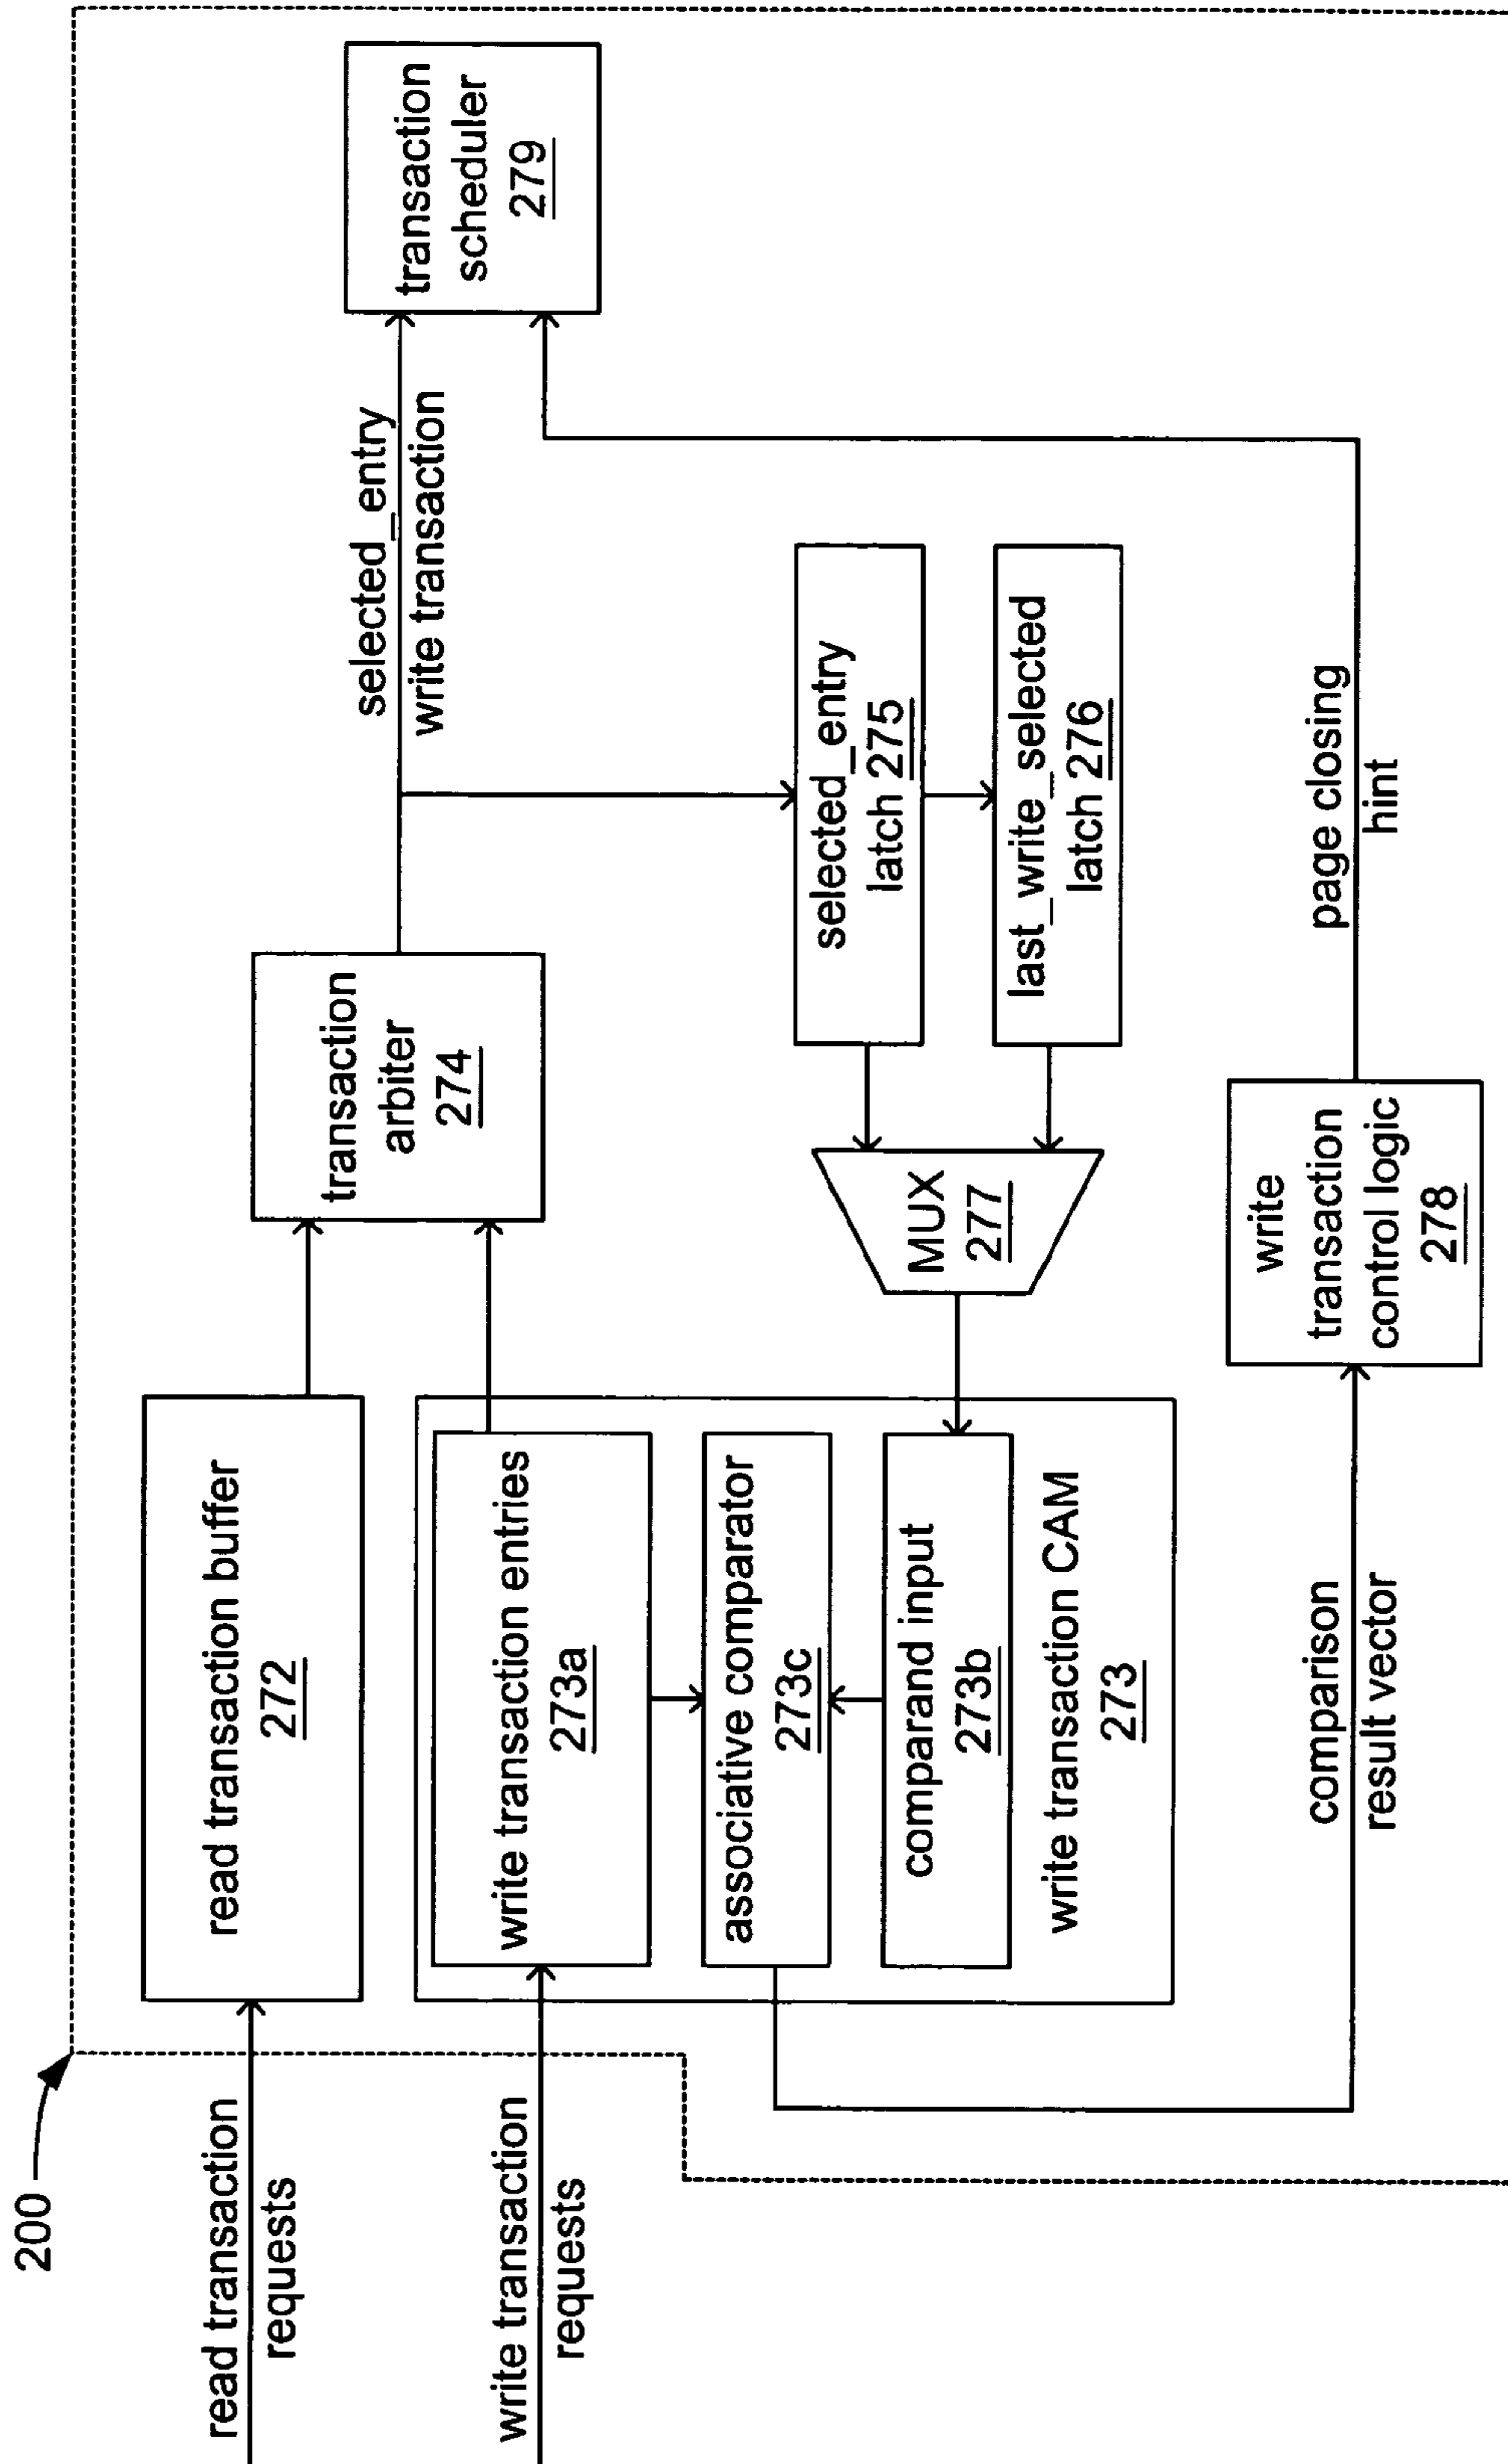 200
read transaction
requests
write transaction
requests
read transaction buffer
272
write transaction entries
273a
associative comparator
273c
comparand input
273b
write transaction CAM
273
transaction
arbiter
274
selected_entry
write transaction
transaction
scheduler
279
selected_entry
latch 275
last_write_selected
latch 276
MUX
277
comparison
result vector
write
transaction
control logic
278
page closing
hint